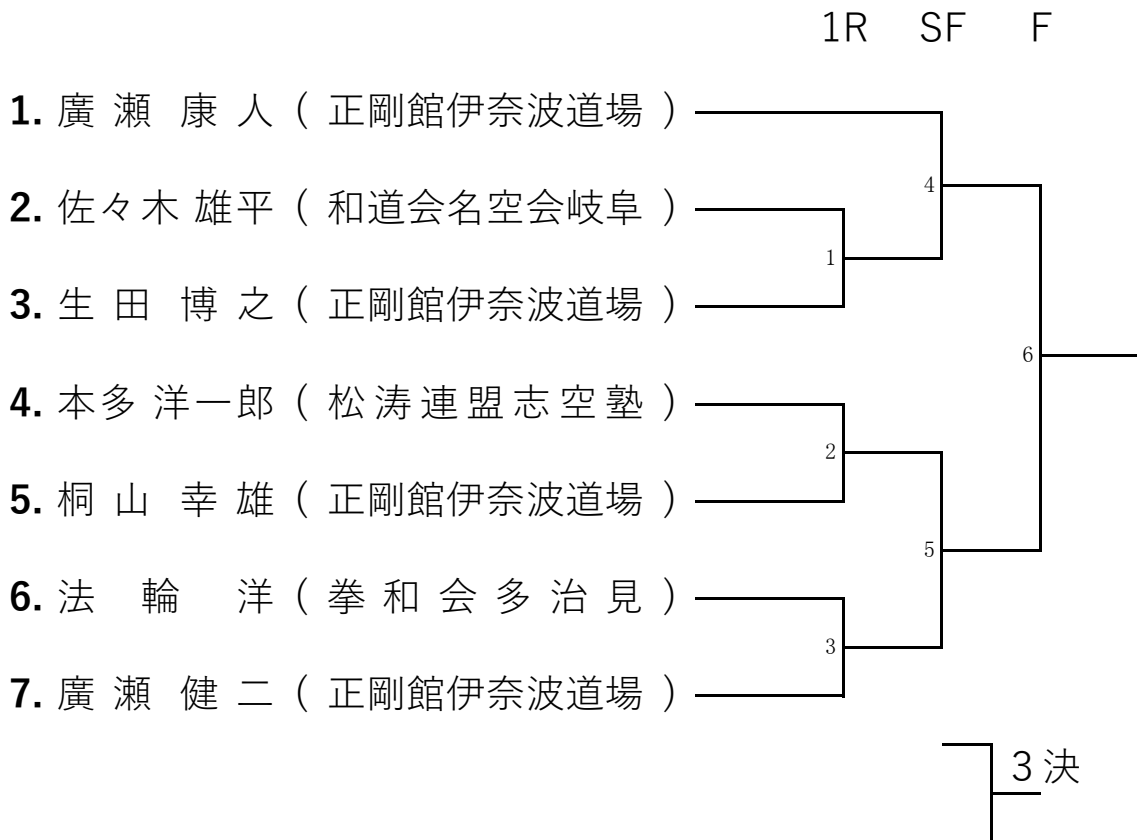 1R SF F
1. 廣瀬 康人 ( 正剛館伊奈波道場 )
4
2. 佐々木 雄平 ( 和道会名空会岐阜 )
1
3. 生田 博之 ( 正剛館伊奈波道場 )
6
4. 本多 洋一郎 ( 松涛連盟志空塾 )
2
5. 桐山 幸雄 ( 正剛館伊奈波道場 )
5
6. 法輪 洋 ( 拳和会多治見 )
3
7. 廣瀬 健二 ( 正剛館伊奈波道場 )
3決